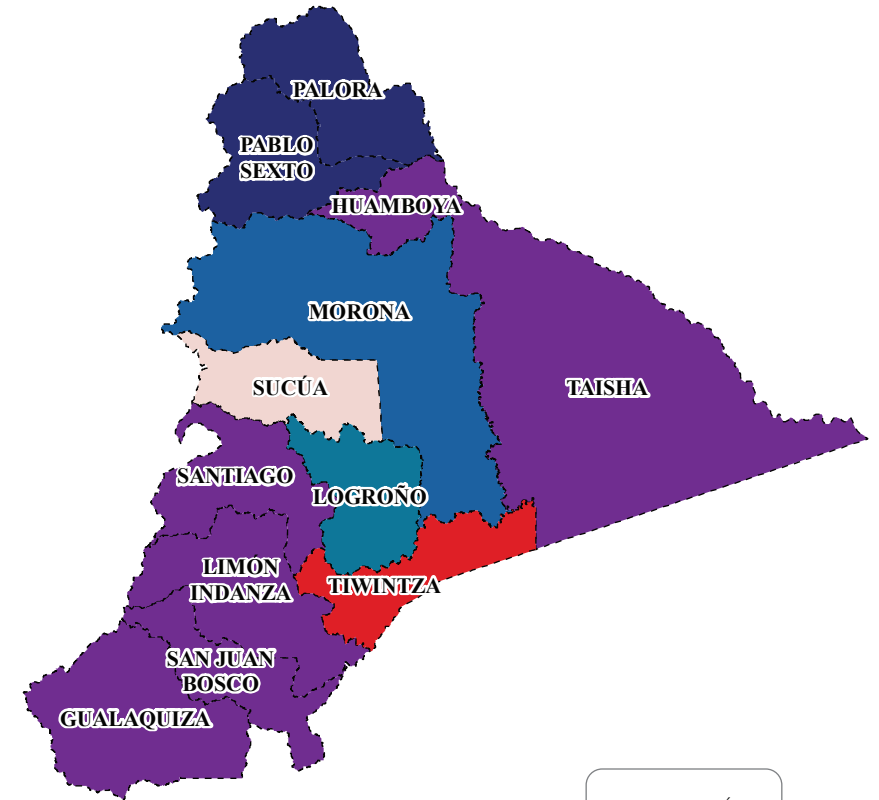 PALORA
PABLO
SEXTO
HUAMBOYA
MORONA
SUCÚA
TAISHA
SANTIAGO
LOGROÑO
LIMON
INDANZA
TIWINTZA
SAN JUAN
BOSCO
GUALAQUIZA